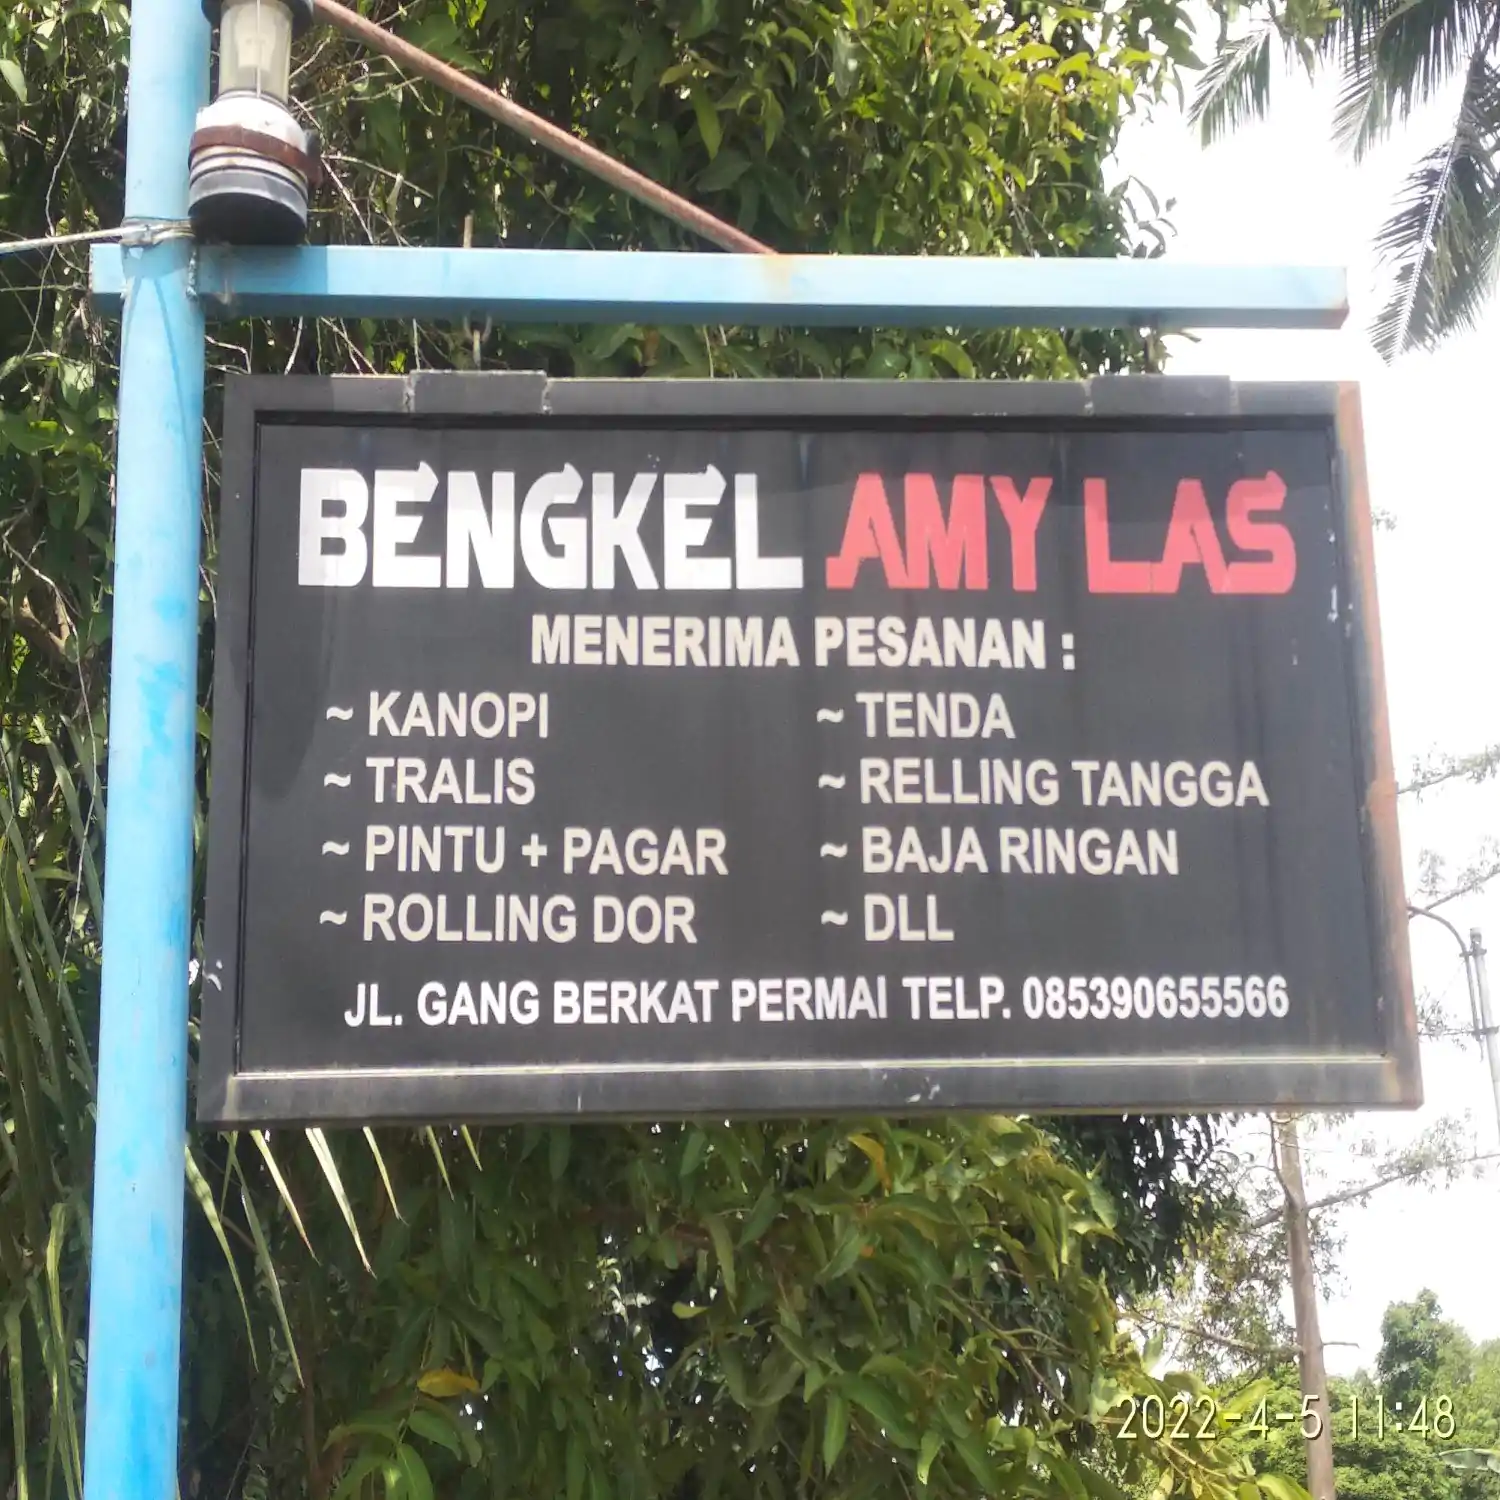 BENGKEL AMY LAS
MENERIMA PESANAN :
~ KANOPI
~ TRALIS
~ PINTU + PAGAR
~ ROLLING DOR
~ TENDA
~ RELLING TANGGA
~ BAJA RINGAN
~ DLL
JL. GANG BERKAT PERMAI TELP. 085390655566
2022-4-5 11:48